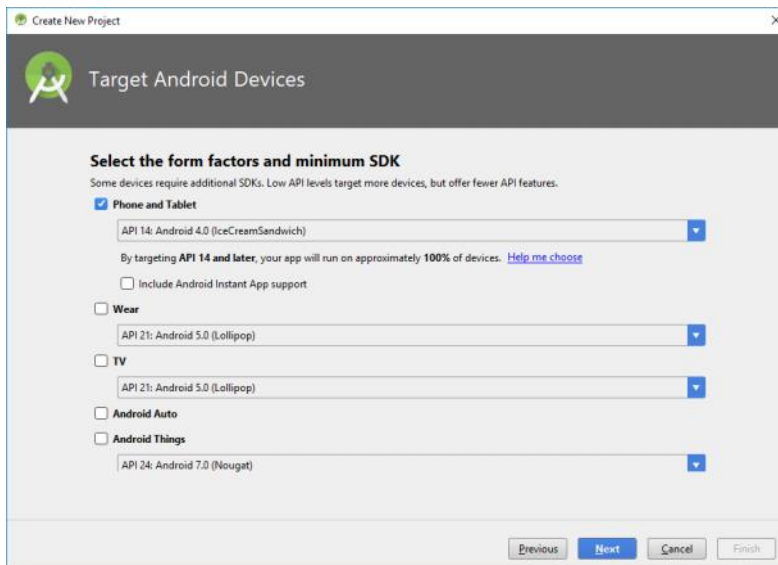 Create New Project
Target Android Devices
Select the form factors and minimum SDK
Some devices require additional SDKs. Low API levels target more devices, but offer fewer API features.
Phone and Tablet
API 14: Android 4.0 (IceCreamSandwich)
By targeting API 14 and later, your app will run on approximately 100% of devices. Help me choose
Include Android Instant App support
Wear
API 21: Android 5.0 (Lollipop)
TV
API 21: Android 5.0 (Lollipop)
Android Auto
Android Things
API 24: Android 7.0 (Nougat)
Previous Next Cancel Finish